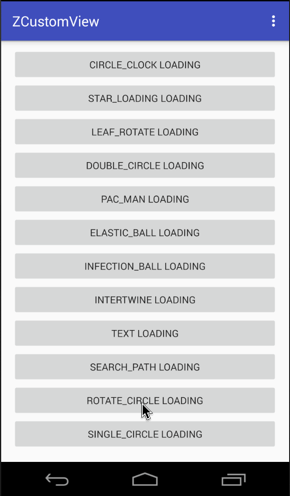 ZCustomView
CIRCLE_CLOCK LOADING
STAR_LOADING LOADING
LEAF_ROTATE LOADING
DOUBLE_CIRCLE LOADING
PAC_MAN LOADING
ELASTIC_BALL LOADING
INFECTION_BALL LOADING
INTERTWINE LOADING
TEXT LOADING
SEARCH_PATH LOADING
ROTATE_CIRCLE LOADING
SINGLE_CIRCLE LOADING